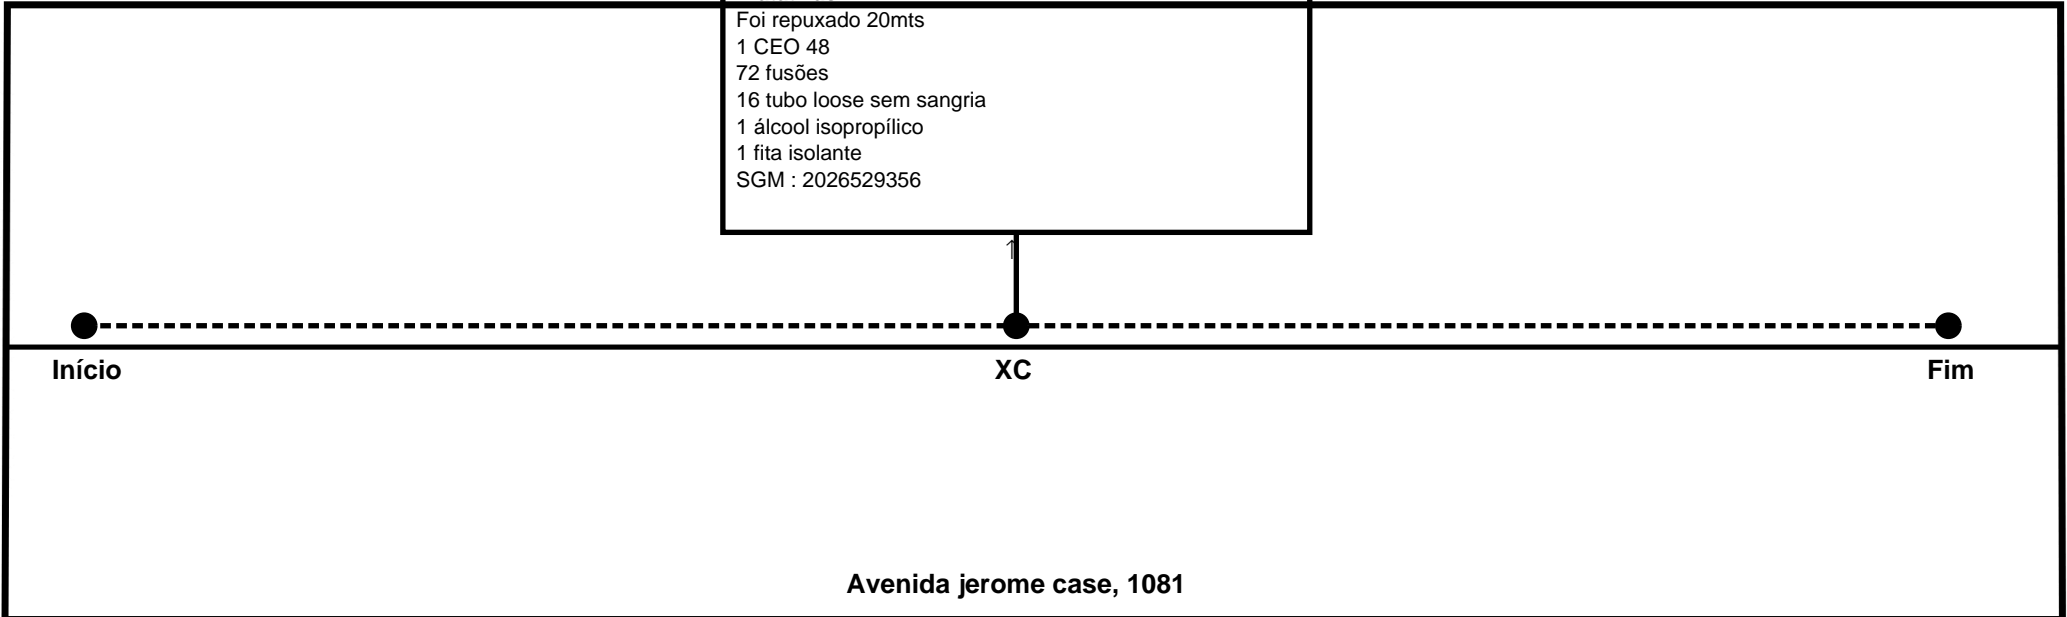 Foi repuxado 20mts
1 CEO 48
72 fusões
16 tubo loose sem sangria
1 álcool isopropílico
1 fita isolante
SGM : 2026529356
↑
Início
XC
Fim
Avenida jerome case, 1081